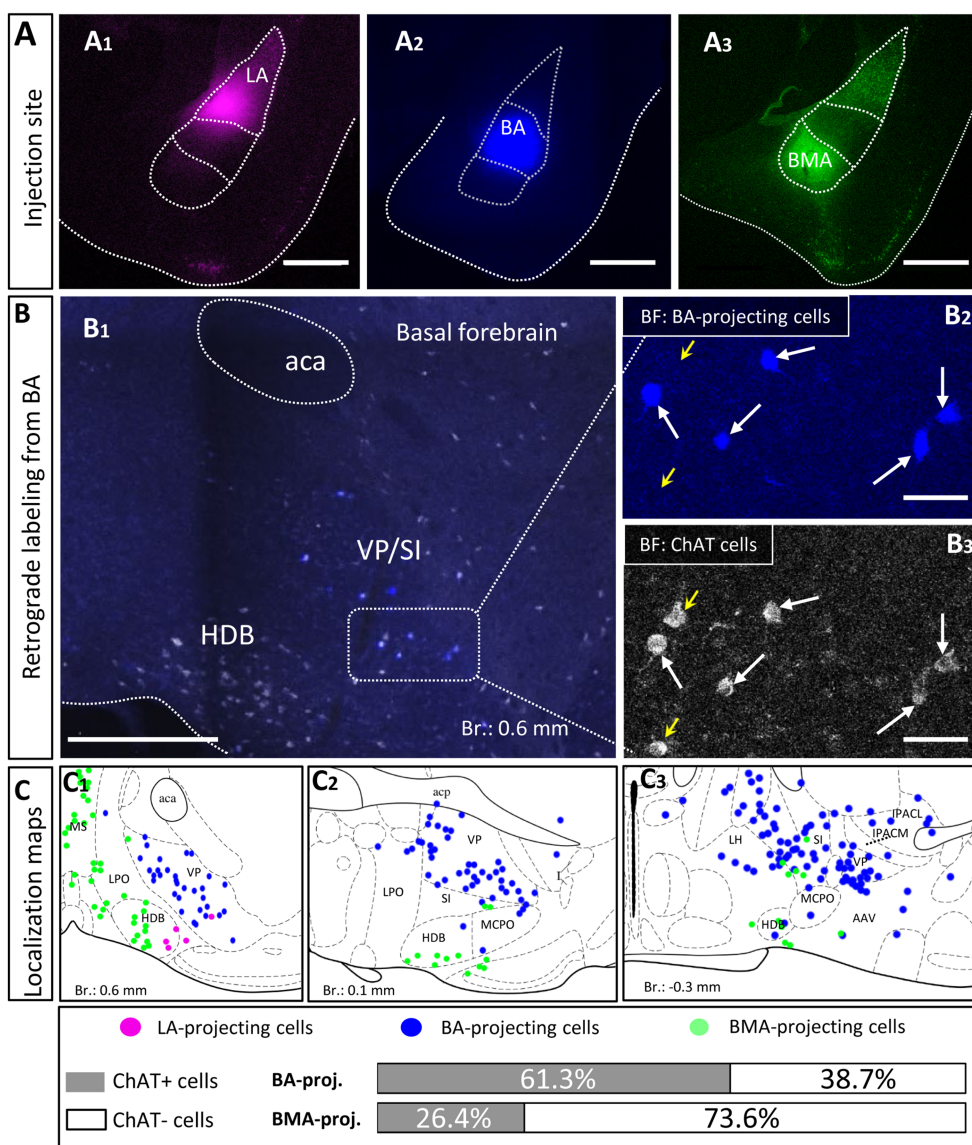 A
Injection site
A1
LA
A2
BA
A3
BMA
B
Retrograde labeling from BA
B1
aca
Basal forebrain
VP/SI
HDB
Br.: 0.6 mm
BF: BA-projecting cells
B2
BF: ChAT cells
B3
C
Localization maps
C1
aca
MS
LPO
VP
HDB
Br.: 0.6 mm
C2
acp
VP
LPO
SI
I
HDB
MCPO
Br.: 0.1 mm
C3
IPACL
LH
SI
IPACM
VP
MCPO
HDB
AAV
Br.: -0.3 mm
LA-projecting cells
BA-projecting cells
BMA-projecting cells
ChAT+ cells
BA-proj.
61.3%
38.7%
ChAT- cells
BMA-proj.
26.4%
73.6%